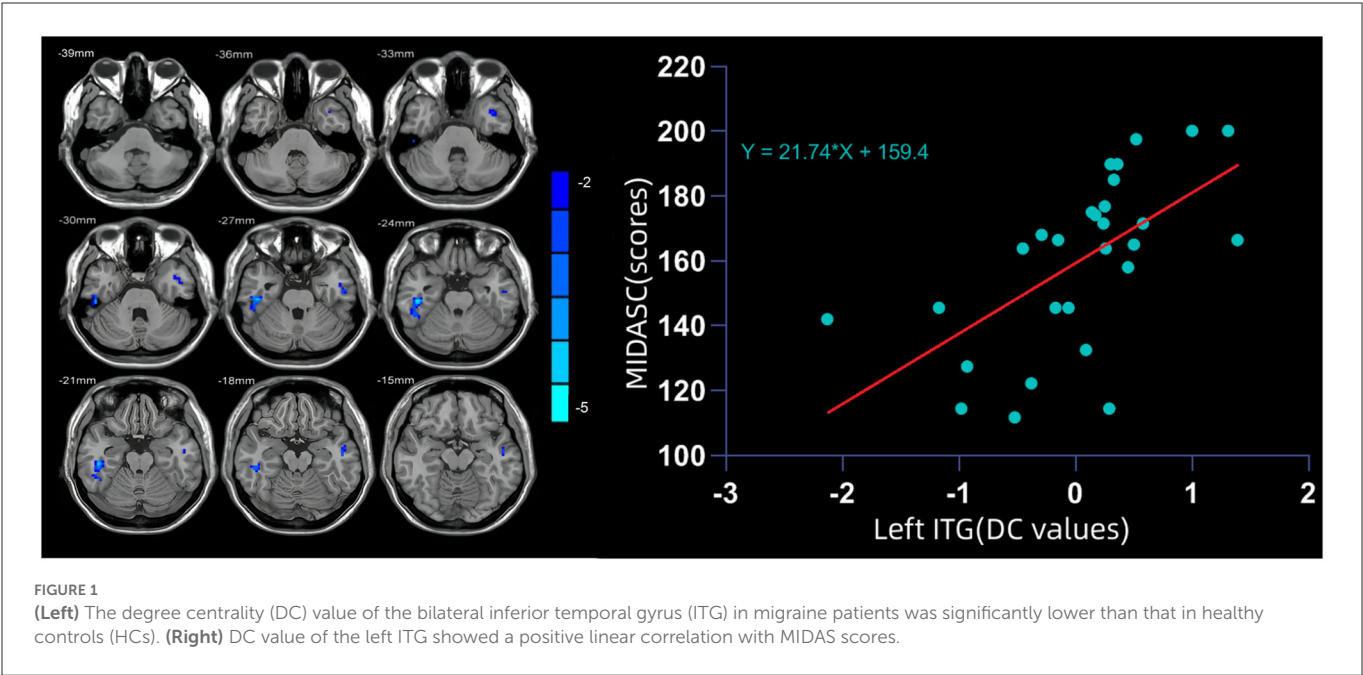 -39mm
-36mm
-33mm
-30mm
-27mm
-24mm
-21mm
-18mm
-15mm
-2
-5
220
200
180
160
140
120
100
MIDASC(scores)
Y = 21.74*X + 159.4
-3 -2 -1 0 1 2
Left ITG(DC values)
FIGURE 1
(Left) The degree centrality (DC) value of the bilateral inferior temporal gyrus (ITG) in migraine patients was significantly lower than that in healthy
controls (HCs). (Right) DC value of the left ITG showed a positive linear correlation with MIDAS scores.